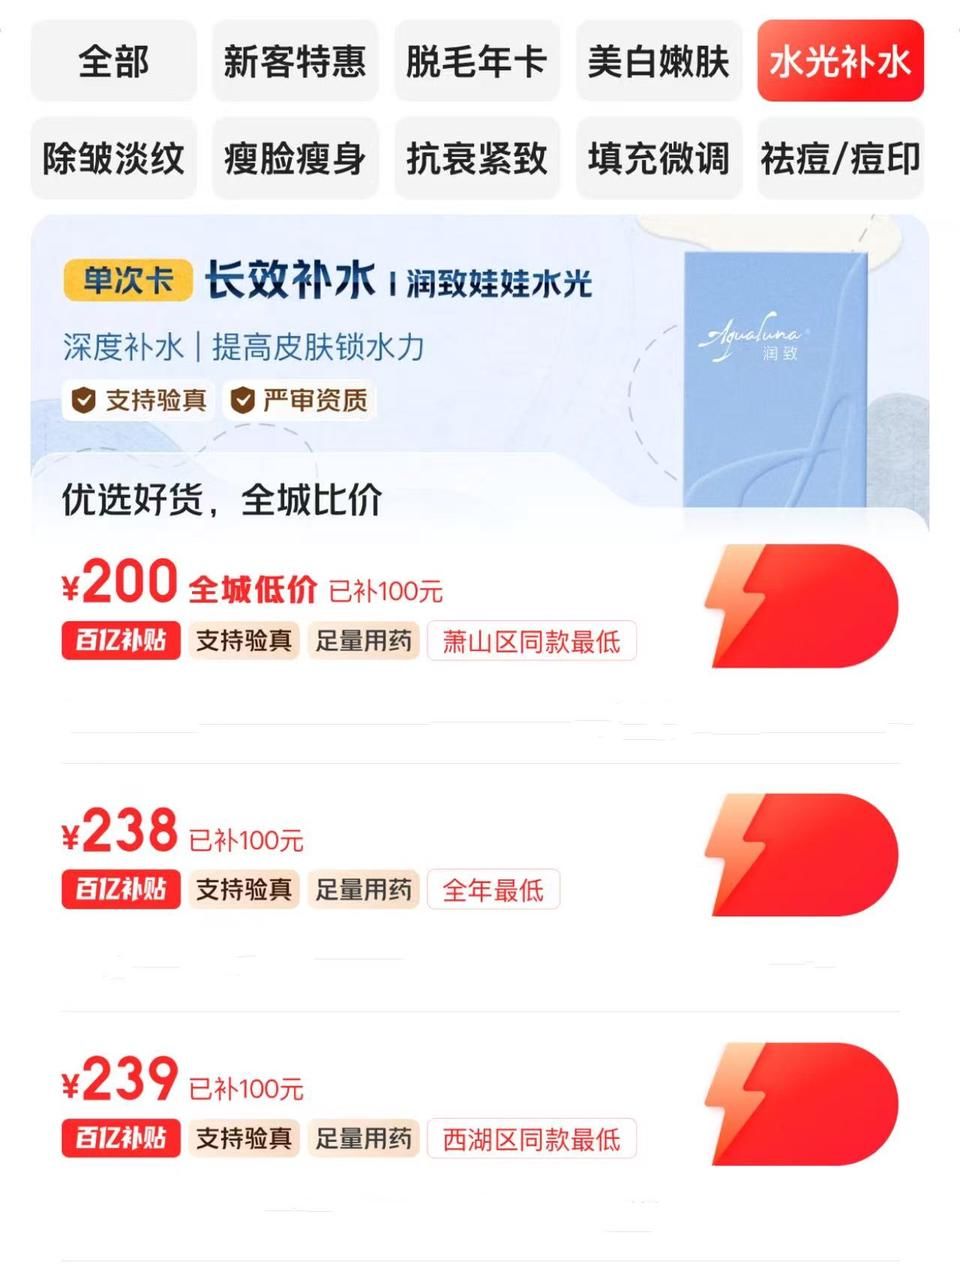 全部 新客特惠 脱毛年卡 美白嫩肤 水光补水
除皱淡纹 瘦脸瘦身 抗衰紧致 填充微调 祛痘/痘印
单次卡 长效补水 | 润致娃娃水光
深度补水 | 提高皮肤锁水力
支持验真 严审资质
Aqualuna
润致
优选好货，全城比价
¥200 全城低价 已补100元
百亿补贴 支持验真 足量用药 萧山区同款最低
¥238 已补100元
百亿补贴 支持验真 足量用药 全年最低
¥239 已补100元
百亿补贴 支持验真 足量用药 西湖区同款最低